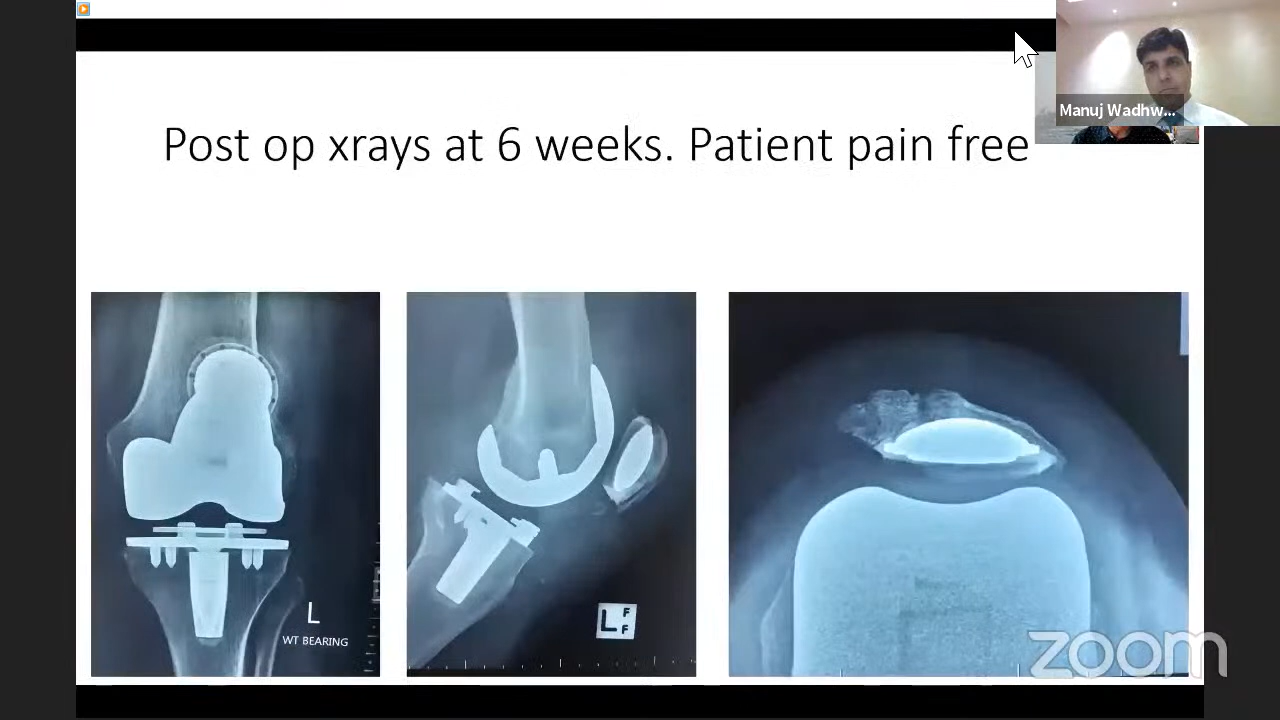 Manuj Wadhw...
Post op xrays at 6 weeks. Patient pain free
L
WT BEARING
L F
F
zoom